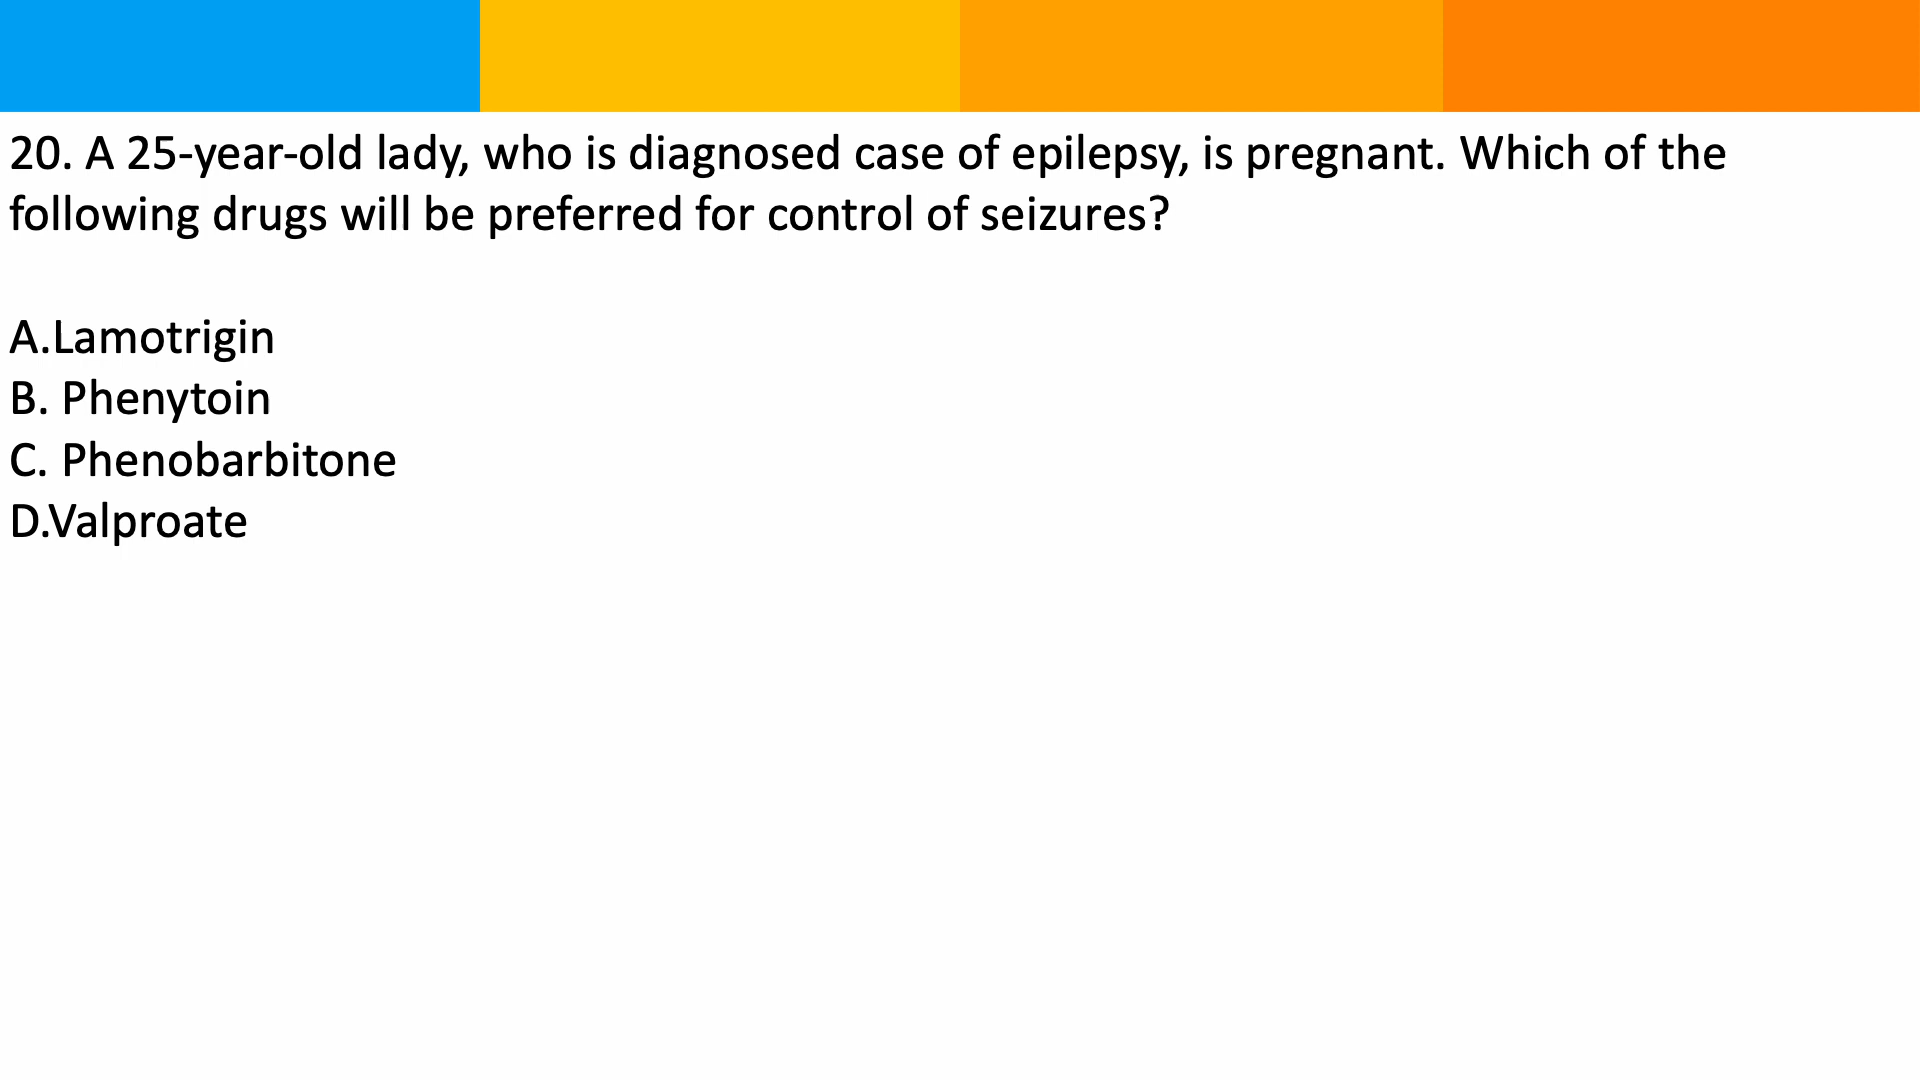 20. A 25-year-old lady, who is diagnosed case of epilepsy, is pregnant. Which of the
following drugs will be preferred for control of seizures?
A.Lamotrigin
B. Phenytoin
C. Phenobarbitone
D.Valproate